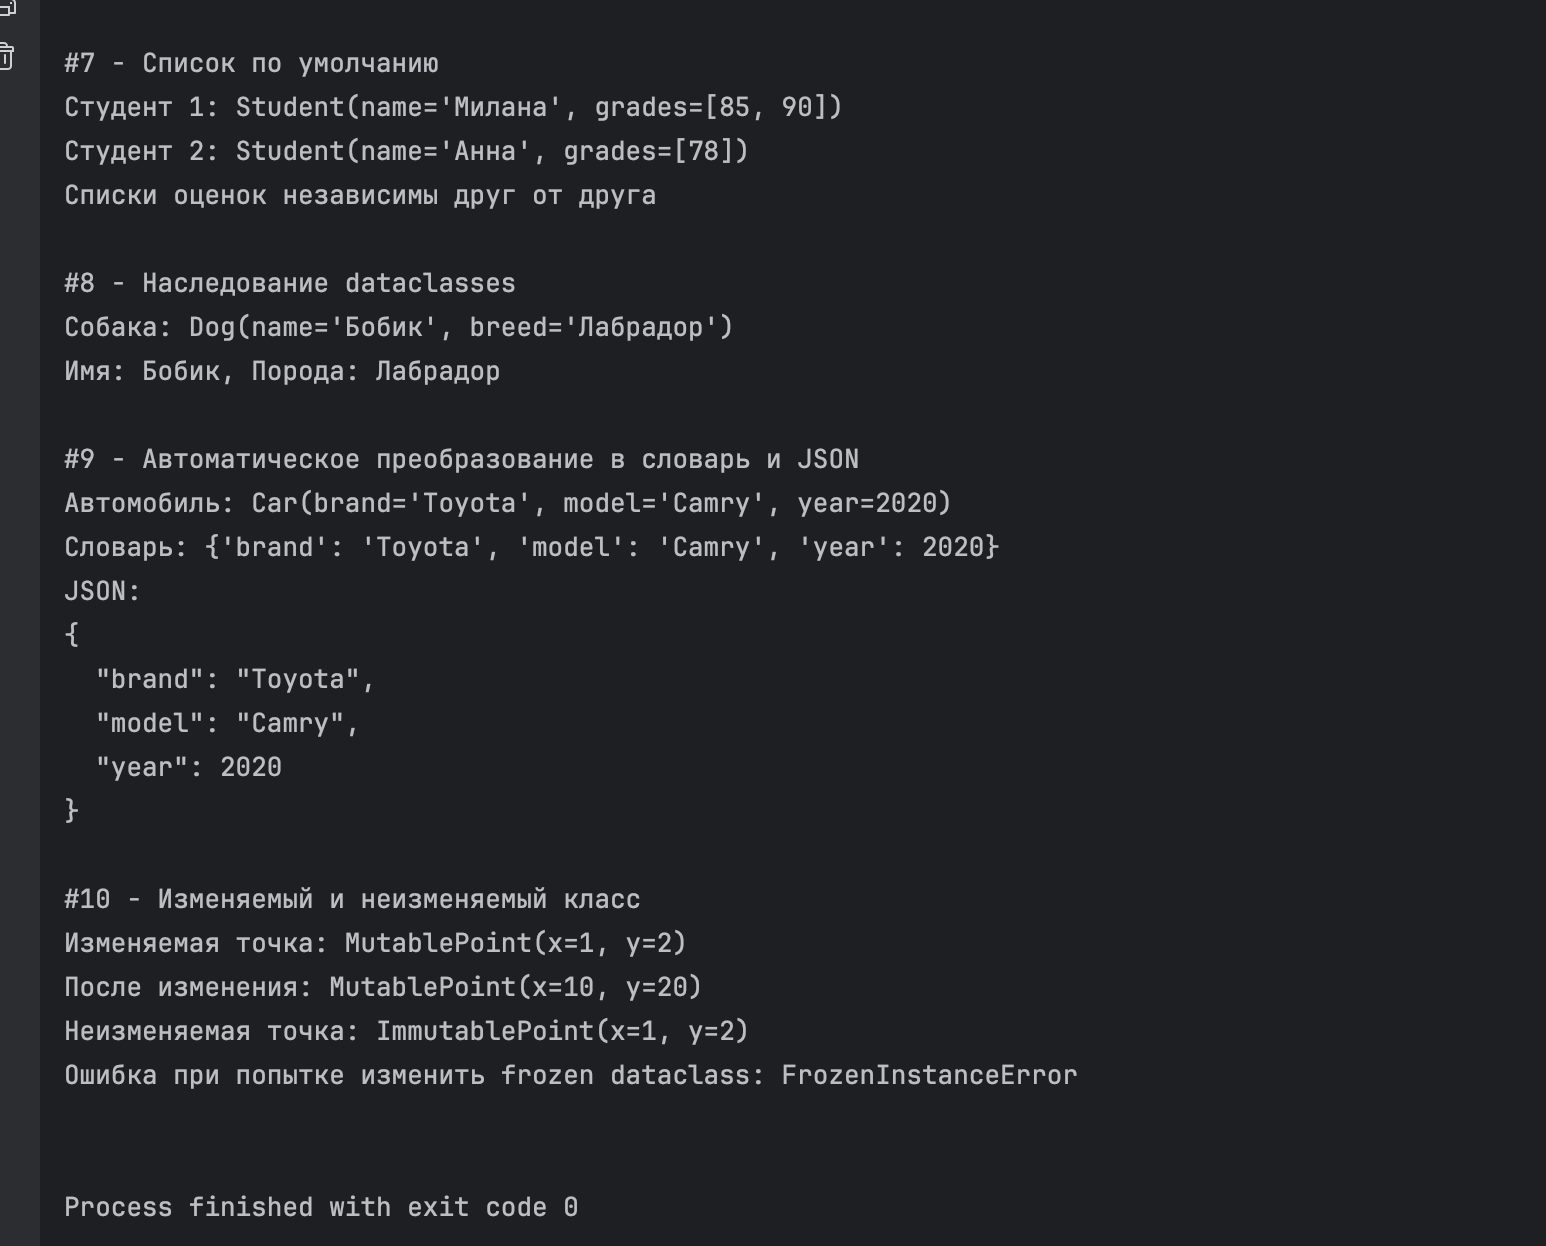 #7 - Список по умолчанию
Студент 1: Student(name='Милана', grades=[85, 90])
Студент 2: Student(name='Анна', grades=[78])
Списки оценок независимы друг от друга
#8 - Наследование dataclasses
Собака: Dog(name='Бобик', breed='Лабрадор')
Имя: Бобик, Порода: Лабрадор
#9 - Автоматическое преобразование в словарь и JSON
Автомобиль: Car(brand='Toyota', model='Camry', year=2020)
Словарь: {'brand': 'Toyota', 'model': 'Camry', 'year': 2020}
JSON:
{
  "brand": "Toyota",
  "model": "Camry",
  "year": 2020
}
#10 - Изменяемый и неизменяемый класс
Изменяемая точка: MutablePoint(x=1, y=2)
После изменения: MutablePoint(x=10, y=20)
Неизменяемая точка: ImmutablePoint(x=1, y=2)
Ошибка при попытке изменить frozen dataclass: FrozenInstanceError
Process finished with exit code 0